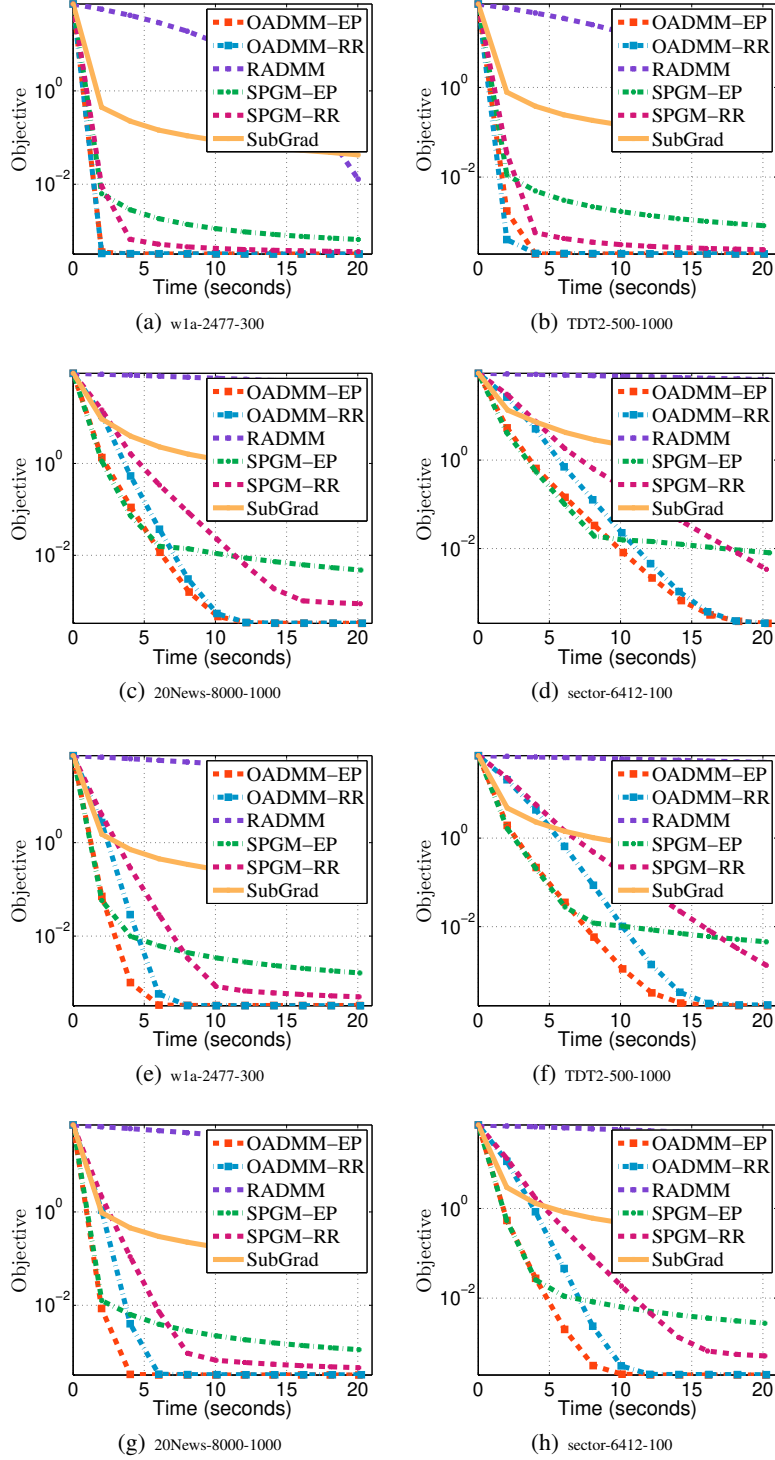 OADMM−EP
OADMM−RR
RADMM
SPGM−EP
SPGM−RR
SubGrad
Objective
10^0
10^-2
0 5 10 15 20
Time (seconds)
(a) w1a-2477-300
OADMM−EP
OADMM−RR
RADMM
SPGM−EP
SPGM−RR
SubGrad
Objective
10^0
10^-2
0 5 10 15 20
Time (seconds)
(b) TDT2-500-1000
OADMM−EP
OADMM−RR
RADMM
SPGM−EP
SPGM−RR
SubGrad
Objective
10^0
10^-2
0 5 10 15 20
Time (seconds)
(c) 20News-8000-1000
OADMM−EP
OADMM−RR
RADMM
SPGM−EP
SPGM−RR
SubGrad
Objective
10^0
10^-2
0 5 10 15 20
Time (seconds)
(d) sector-6412-100
OADMM−EP
OADMM−RR
RADMM
SPGM−EP
SPGM−RR
SubGrad
Objective
10^0
10^-2
0 5 10 15 20
Time (seconds)
(e) w1a-2477-300
OADMM−EP
OADMM−RR
RADMM
SPGM−EP
SPGM−RR
SubGrad
Objective
10^0
10^-2
0 5 10 15 20
Time (seconds)
(f) TDT2-500-1000
OADMM−EP
OADMM−RR
RADMM
SPGM−EP
SPGM−RR
SubGrad
Objective
10^0
10^-2
0 5 10 15 20
Time (seconds)
(g) 20News-8000-1000
OADMM−EP
OADMM−RR
RADMM
SPGM−EP
SPGM−RR
SubGrad
Objective
10^0
10^-2
0 5 10 15 20
Time (seconds)
(h) sector-6412-100